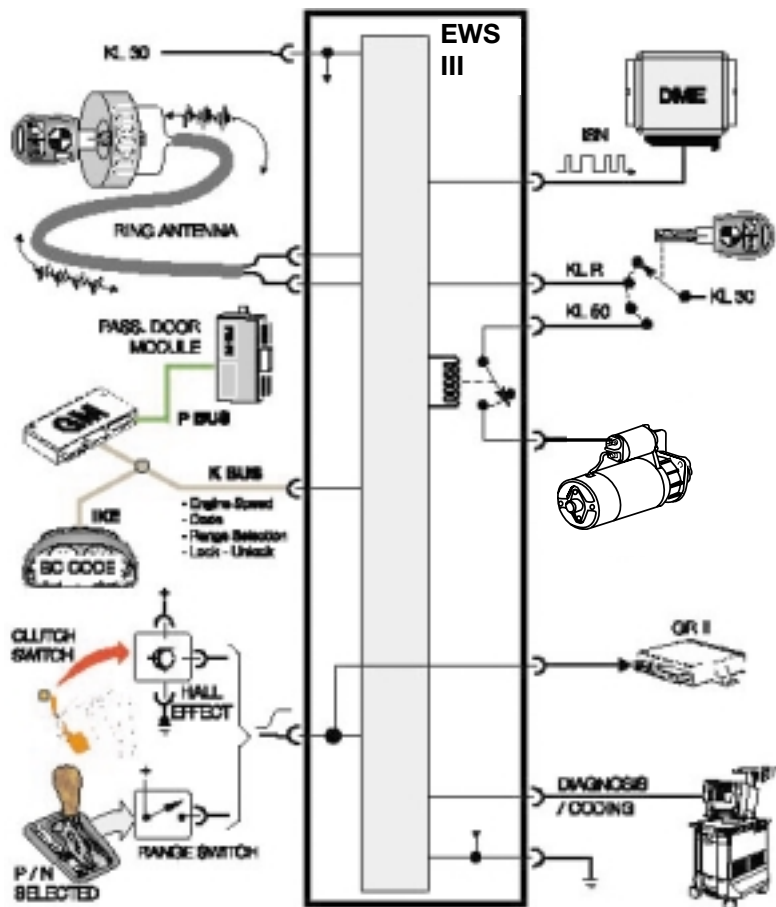 EWS
III
KL 30
DME
ISN
RING ANTENNA
KL R
KL 30
KL 50
PASS. DOOR
MODULE
GM
P BUS
K BUS
- Engine Speed
- Code
- Range Selection
- Lock - Unlock
IKE
BC CODE
CLUTCH
SWITCH
HALL
EFFECT
RANGE SWITCH
P / N
SELECTED
DIAGNOSIS
/ CODING